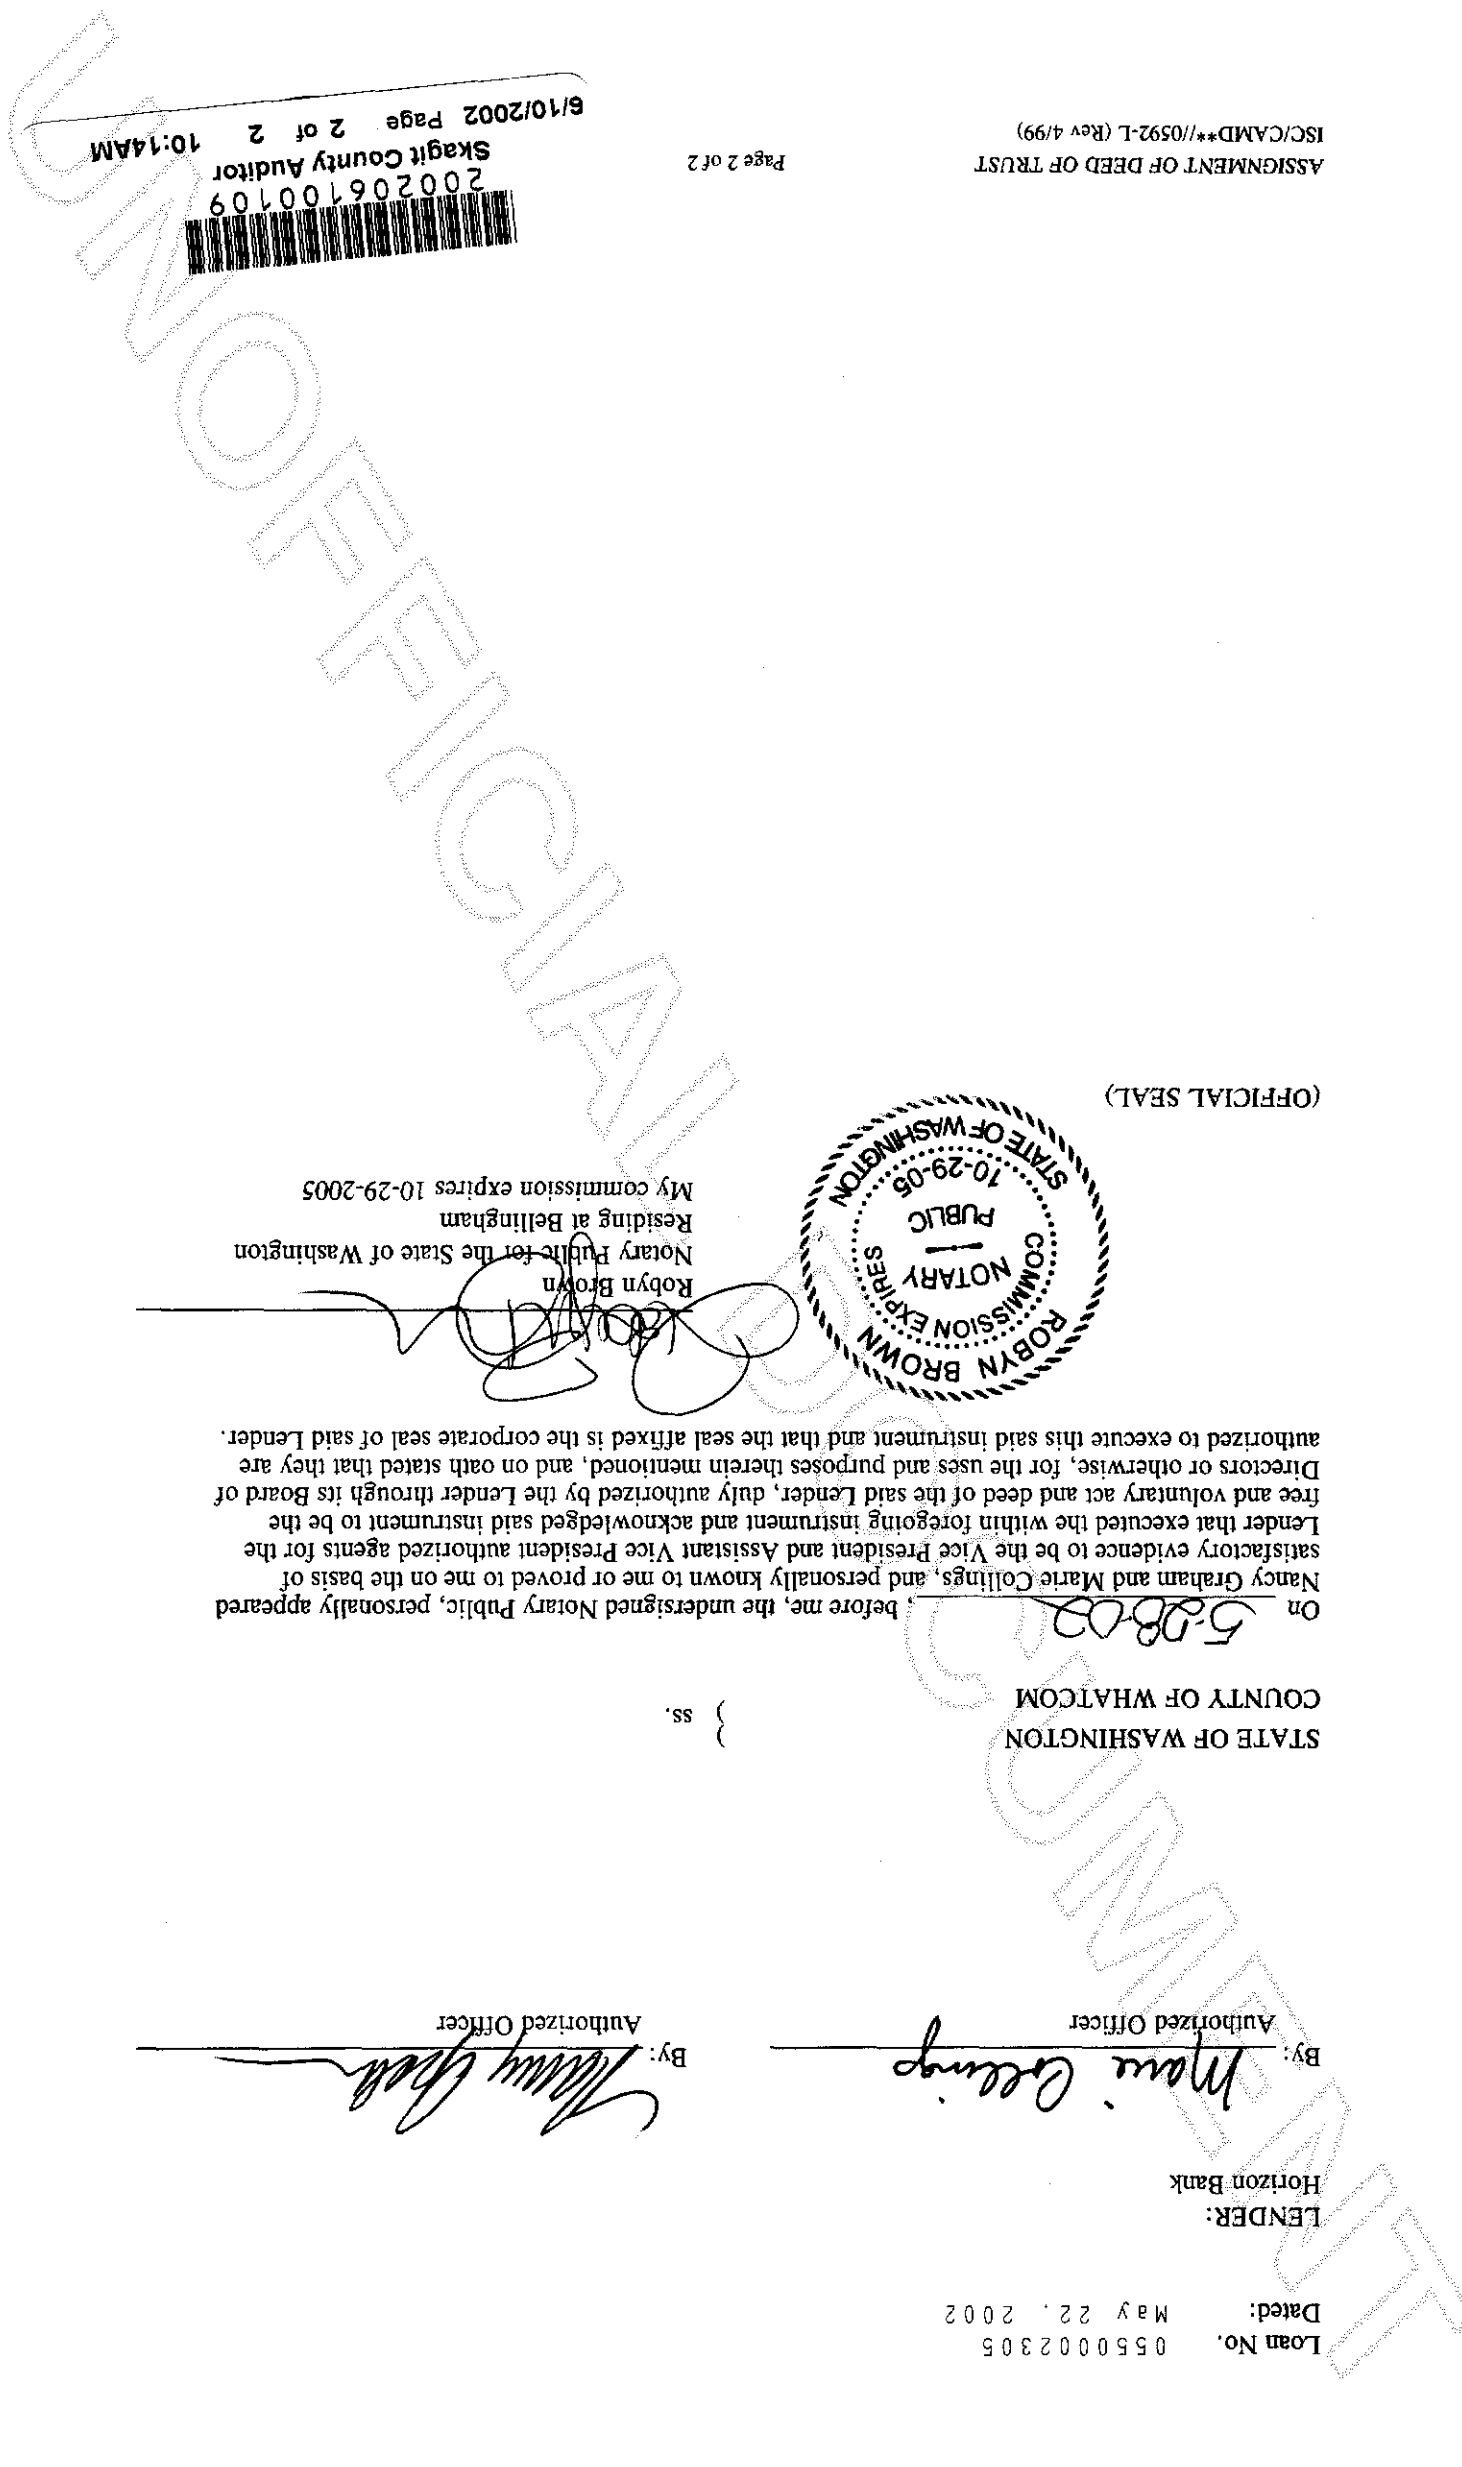 Loan No. 0550002305
Dated: May 22, 2002
LENDER:
Horizon Bank
By: Marie Collings
Authorized Officer
By: Nancy Graham
Authorized Officer
STATE OF WASHINGTON
COUNTY OF WHATCOM
} ss.
On 5-28-02, before me, the undersigned Notary Public, personally appeared
Nancy Graham and Marie Collings, and personally known to me or proved to me on the basis of
satisfactory evidence to be the Vice President and Assistant Vice President authorized agents for the
Lender that executed the within foregoing instrument and acknowledged said instrument to be the
free and voluntary act and deed of the said Lender, duly authorized by the Lender through its Board of
Directors or otherwise, for the uses and purposes therein mentioned, and on oath stated that they are
authorized to execute this said instrument and that the seal affixed is the corporate seal of said Lender.
ROBYN BROWN
COMMISSION EXPIRES
NOTARY
PUBLIC
10-29-05
STATE OF WASHINGTON
Robyn Brown
Notary Public for the State of Washington
Residing at Bellingham
My commission expires 10-29-2005
(OFFICIAL SEAL)
ASSIGNMENT OF DEED OF TRUST
ISC/CAMD**//0592-L (Rev 4/99)
Page 2 of 2
200206100109
Skagit County Auditor
6/10/2002 Page 2 of 2 10:14AM
UNOFFICIAL DOCUMENT